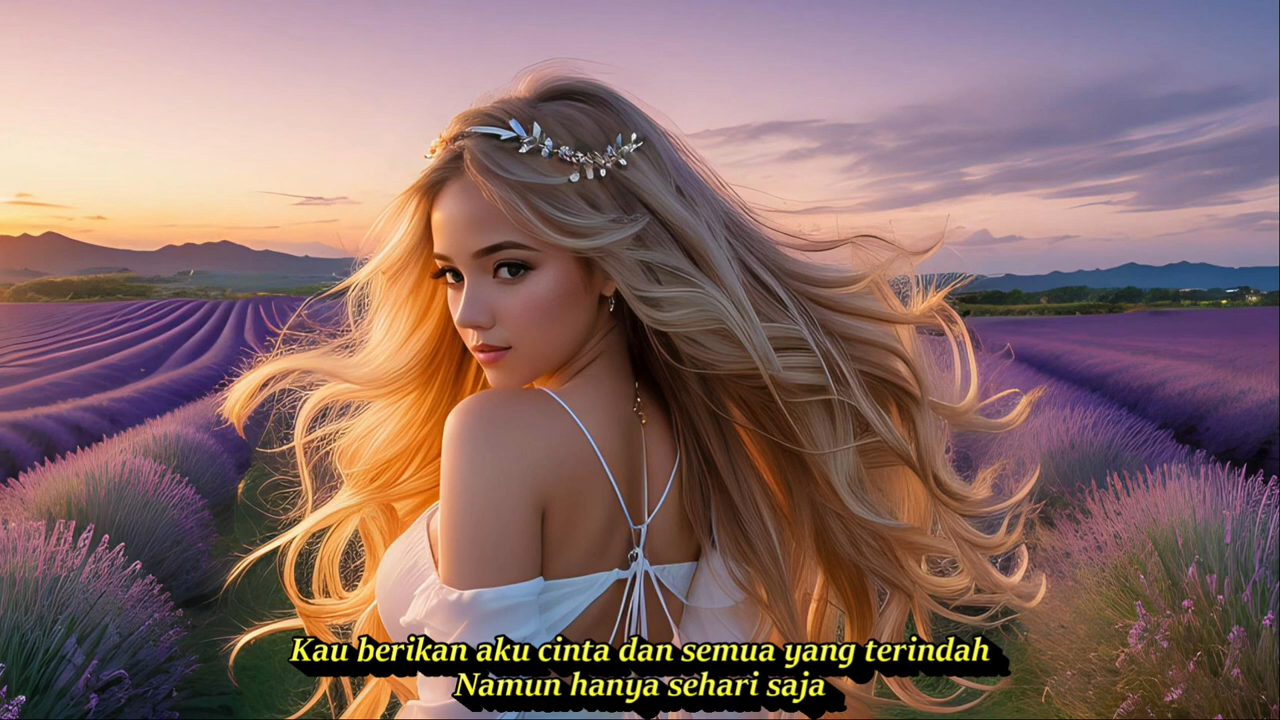 Kau berikan aku cinta dan semua yang terindah
Namun hanya sehari saja